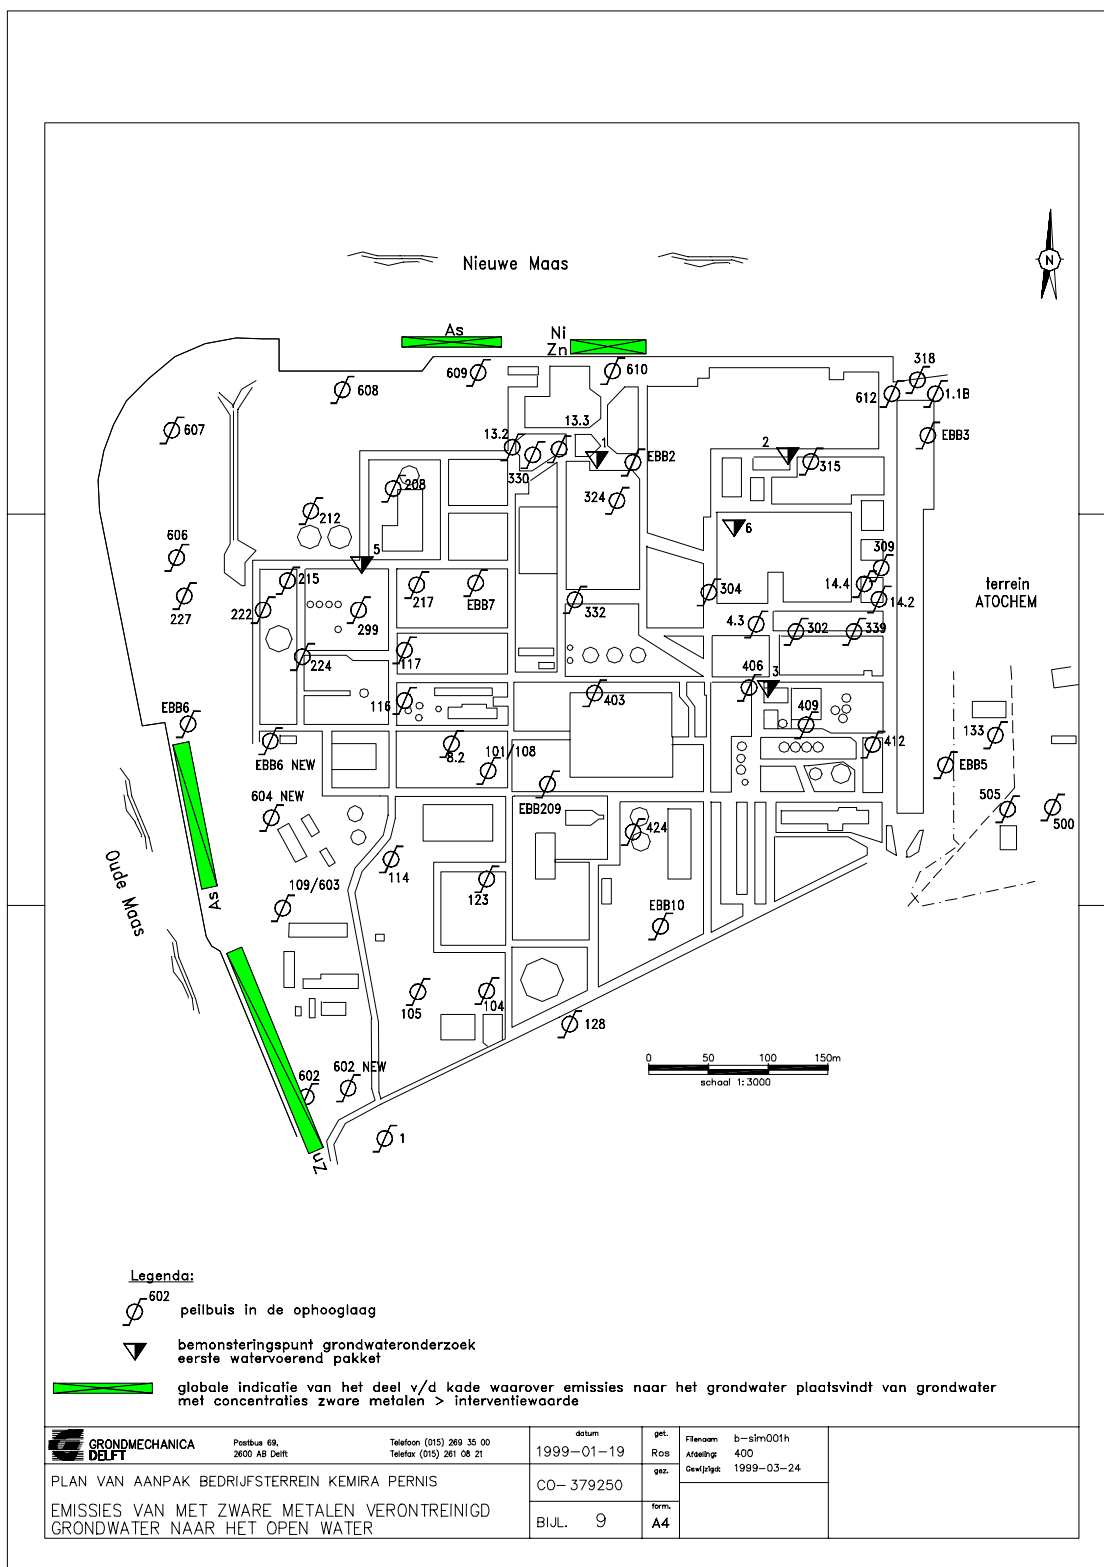 Nieuwe Maas
N
As
Ni
Zn
318
609
610
608
612
1.1B
607
13.3
13.2
1
2
EBB3
EBB2
315
330
208
324
212
6
606
5
309
215
14.4
217
EBB7
304
terrein
ATOCHEM
222
227
299
332
14.2
4.3
302
339
224
117
406
3
116
403
EBB6
409
133
412
EBB6 NEW
8.2
101/108
EBB5
604 NEW
EBB209
505
500
424
Oude Maas
114
109/603
123
As
EBB10
105
104
128
0 50 100 150m
schaal 1:3000
602 NEW
602
1
Zn
Legenda:
602
peilbuis in de ophooglaag
bemonsteringspunt grondwateronderzoek
eerste watervoerend pakket
globale indicatie van het deel v/d kade waarover emissies naar het grondwater plaatsvindt van grondwater
met concentraties zware metalen > interventiewaarde
GRONDMECHANICA
DELFT
Postbus 69,
2600 AB Delft
Telefoon (015) 269 35 00
Telefax (015) 261 08 21
datum
1999-01-19
get.
Ros
Filenaam b-sim001h
Afdeling: 400
Gewijzigd: 1999-03-24
PLAN VAN AANPAK BEDRIJFSTERREIN KEMIRA PERNIS
CO-379250
gez.
EMISSIES VAN MET ZWARE METALEN VERONTREINIGD
GRONDWATER NAAR HET OPEN WATER
BIJL. 9
form.
A4